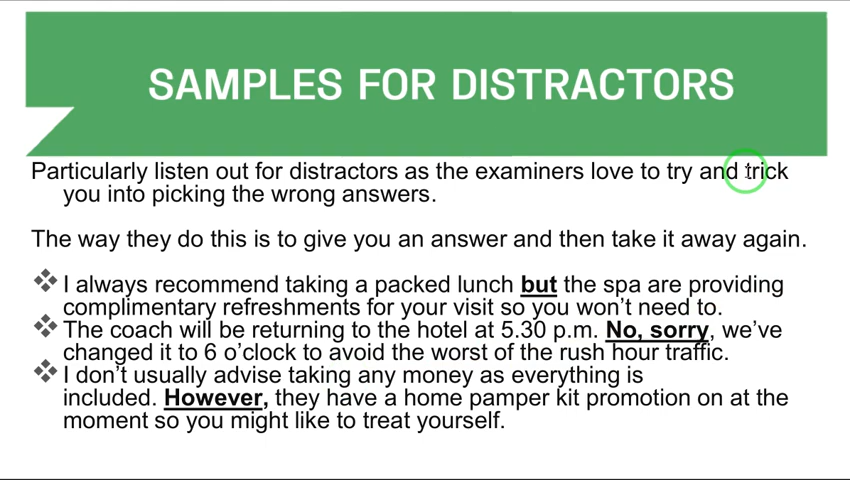 SAMPLES FOR DISTRACTORS
Particularly listen out for distractors as the examiners love to try and trick
you into picking the wrong answers.
The way they do this is to give you an answer and then take it away again.
❖ I always recommend taking a packed lunch but the spa are providing
complimentary refreshments for your visit so you won't need to.
❖ The coach will be returning to the hotel at 5.30 p.m. No, sorry, we've
changed it to 6 o'clock to avoid the worst of the rush hour traffic.
❖ I don't usually advise taking any money as everything is
included. However, they have a home pamper kit promotion on at the
moment so you might like to treat yourself.